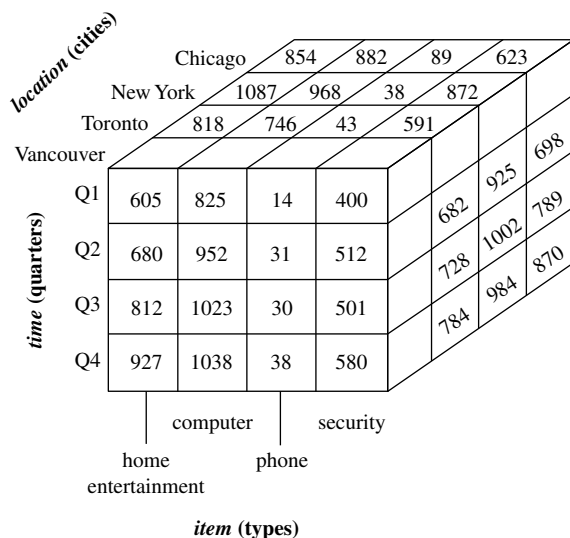 location (cities)
Chicago 854 882 89 623
New York 1087 968 38 872
Toronto 818 746 43 591
Vancouver
time (quarters)
Q1 605 825 14 400 682 925 698
Q2 680 952 31 512 728 1002 789
Q3 812 1023 30 501 784 984 870
Q4 927 1038 38 580
computer security
home phone
entertainment
item (types)